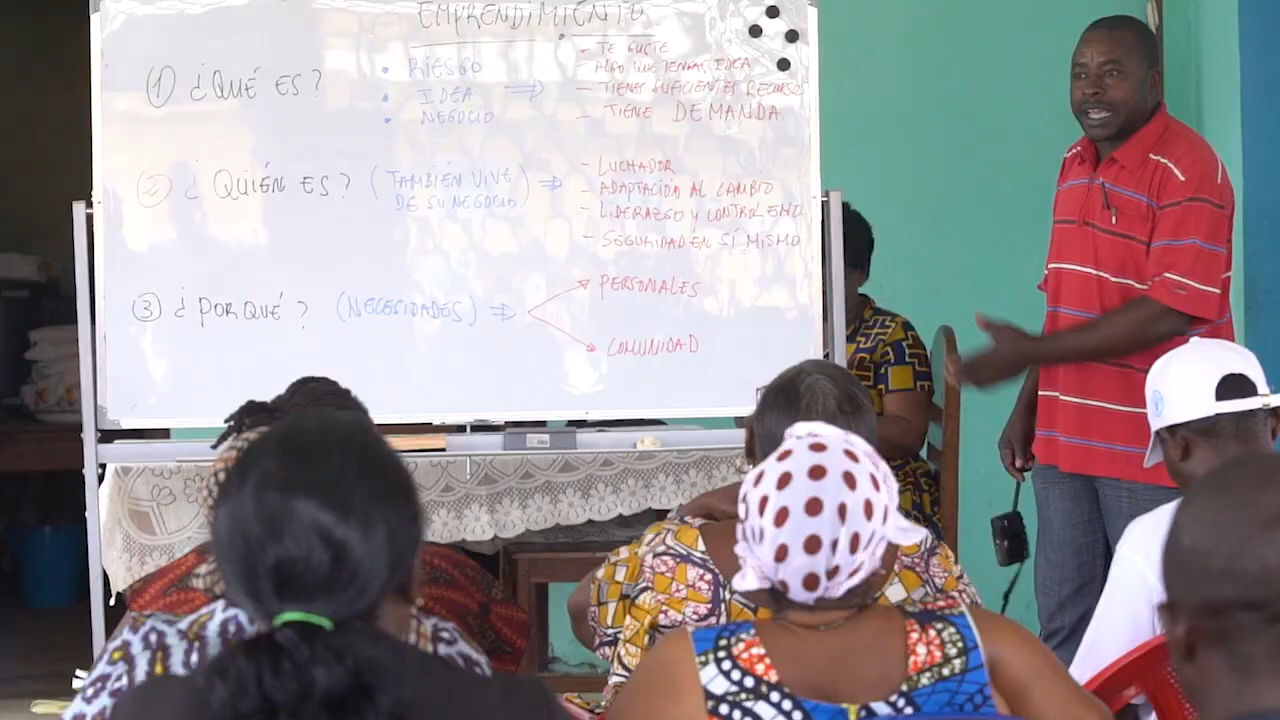 EMPRENDIMIENTO
① ¿QUÉ ES?
• RIESGO
• IDEA
• NEGOCIO
- TE GUSTE
- ALGO QUE TENGAS IDEA
- TIENES SUFICIENTES RECURSOS
- TIENE DEMANDA.
② ¿QUIÉN ES? (TAMBIÉN VIVE
DE SU NEGOCIO)
- LUCHADOR
- ADAPTACIÓN AL CAMBIO
- LIDERAZGO Y CONTROL EMO
- SEGURIDAD EN SÍ MISMO
③ ¿PORQUÉ? (NECESIDADES)
PERSONALES
COMUNIDAD